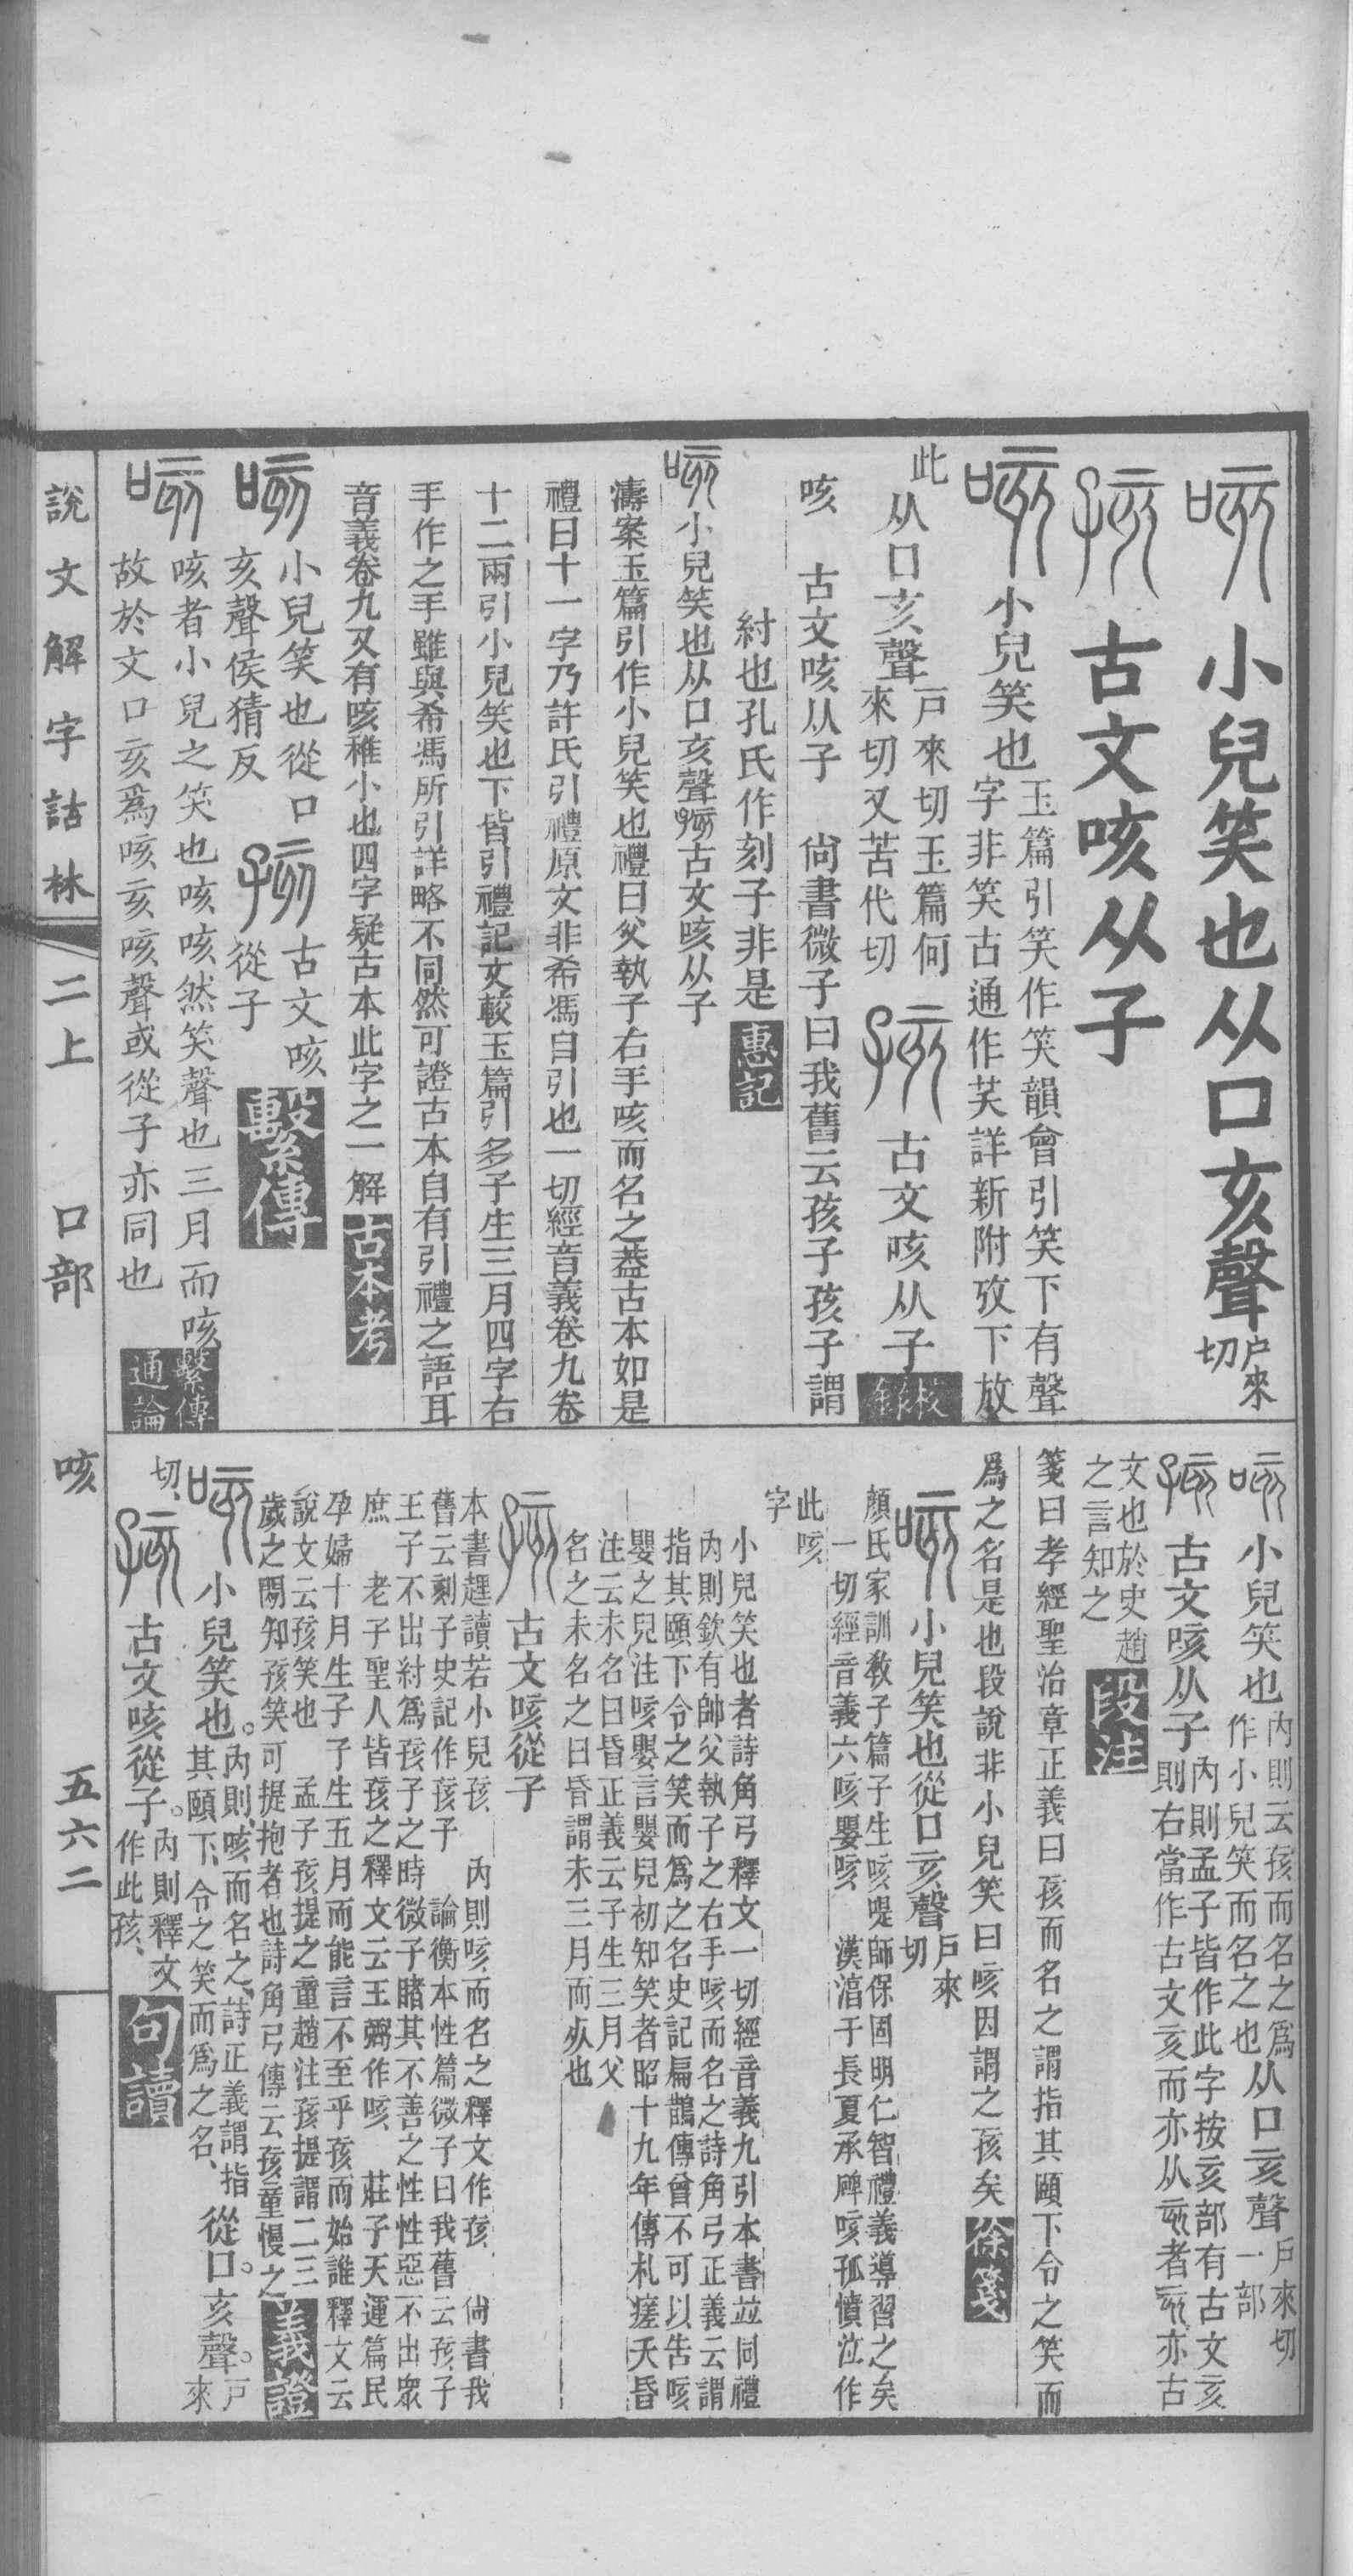 咳 小兒笑也从口亥聲戶來切
孩 古文咳从子
咳 小兒笑也玉篇引笑作笑韻會引笑下有聲
字非笑古通作芺詳新附攷下放
此 从口亥聲戶來切玉篇何
來切又苦代切 孩 古文咳从子 校錄
咳 古文咳从子 尙書微子曰我舊云孩子孩子謂
紂也孔氏作刻子非是 惠記
咳 小兒笑也从口亥聲孩古文咳从子
濤案玉篇引作小兒笑也禮曰父執子右手咳而名之葢古本如是
禮曰十一字乃許氏引禮原文非希馮自引也一切經音義卷九卷
十二兩引小兒笑也下皆引禮記文較玉篇引多子生三月四字右
手作之手雖與希馮所引詳略不同然可證古本自有引禮之語耳
音義卷九又有咳稚小也四字疑古本此字之一解 古本考
咳 小兒笑也從口
亥聲侯猜反 孩 古文咳
從子 繫傳
咳 咳者小兒之笑也咳咳然笑聲也三月而咳
故於文口亥爲咳亥咳聲或從子亦同也 繫傳通論
咳 小兒笑也內則云孩而名之爲
作小兒笑而名之也从口亥聲戶來切
一部
孩 古文咳从子內則孟子皆作此字按亥部有古文亥
則右當作古文亥而亦从𠀅者𠀅亦古
文也於史趙
之言知之 段注
箋曰孝經聖治章正義曰孩而名之謂指其頤下令之笑而
爲之名是也段說非小兒笑曰咳因謂之孩矣 徐箋
咳 小兒笑也從口亥聲戶來
切
顏氏家訓敎子篇子生咳㖷師保固明仁智禮義導習之矣
一切經音義六咳嬰咳 漢淯于長夏承碑咳孤憤泣作
此咳
字
小兒笑也者詩角弓釋文一切經音義九引本書竝同禮
內則欽有帥父執子之右手咳而名之詩角弓正義云謂
指其頤下令之笑而爲之名史記扁鵲傳曾不可以吿咳
嬰之兒注咳嬰言嬰兒初知笑者昭十九年傳札瘥夭昏
注云未名曰昏正義云子生三月父
名之未名之曰昏謂未三月而死也
孩 古文咳從子
本書趕讀若小兒孩 內則咳而名之釋文作孩 尙書我
舊云刻子史記作孩子 論衡本性篇微子曰我舊云孩子
王子不出紂爲孩子之時微子睹其不善之性性惡不出衆
庶 老子聖人皆孩之釋文云王弼作咳 莊子天運篇民
孕婦十月生子子生五月而能言不至乎孩而始誰釋文云
說文云孩笑也 孟子孩提之童趙注孩提謂二三
歲之閒知孩笑可提抱者也詩角弓傳云孩童慢之 義證
咳 小兒笑也。內則、咳而名之、詩正義謂指
其頤下、令之笑而爲之名、從口。亥聲。戶來
切、
孩 古文咳從子。內則釋文
作此孩、 句讀
說文解字詁林 二上 口部 咳 五六二